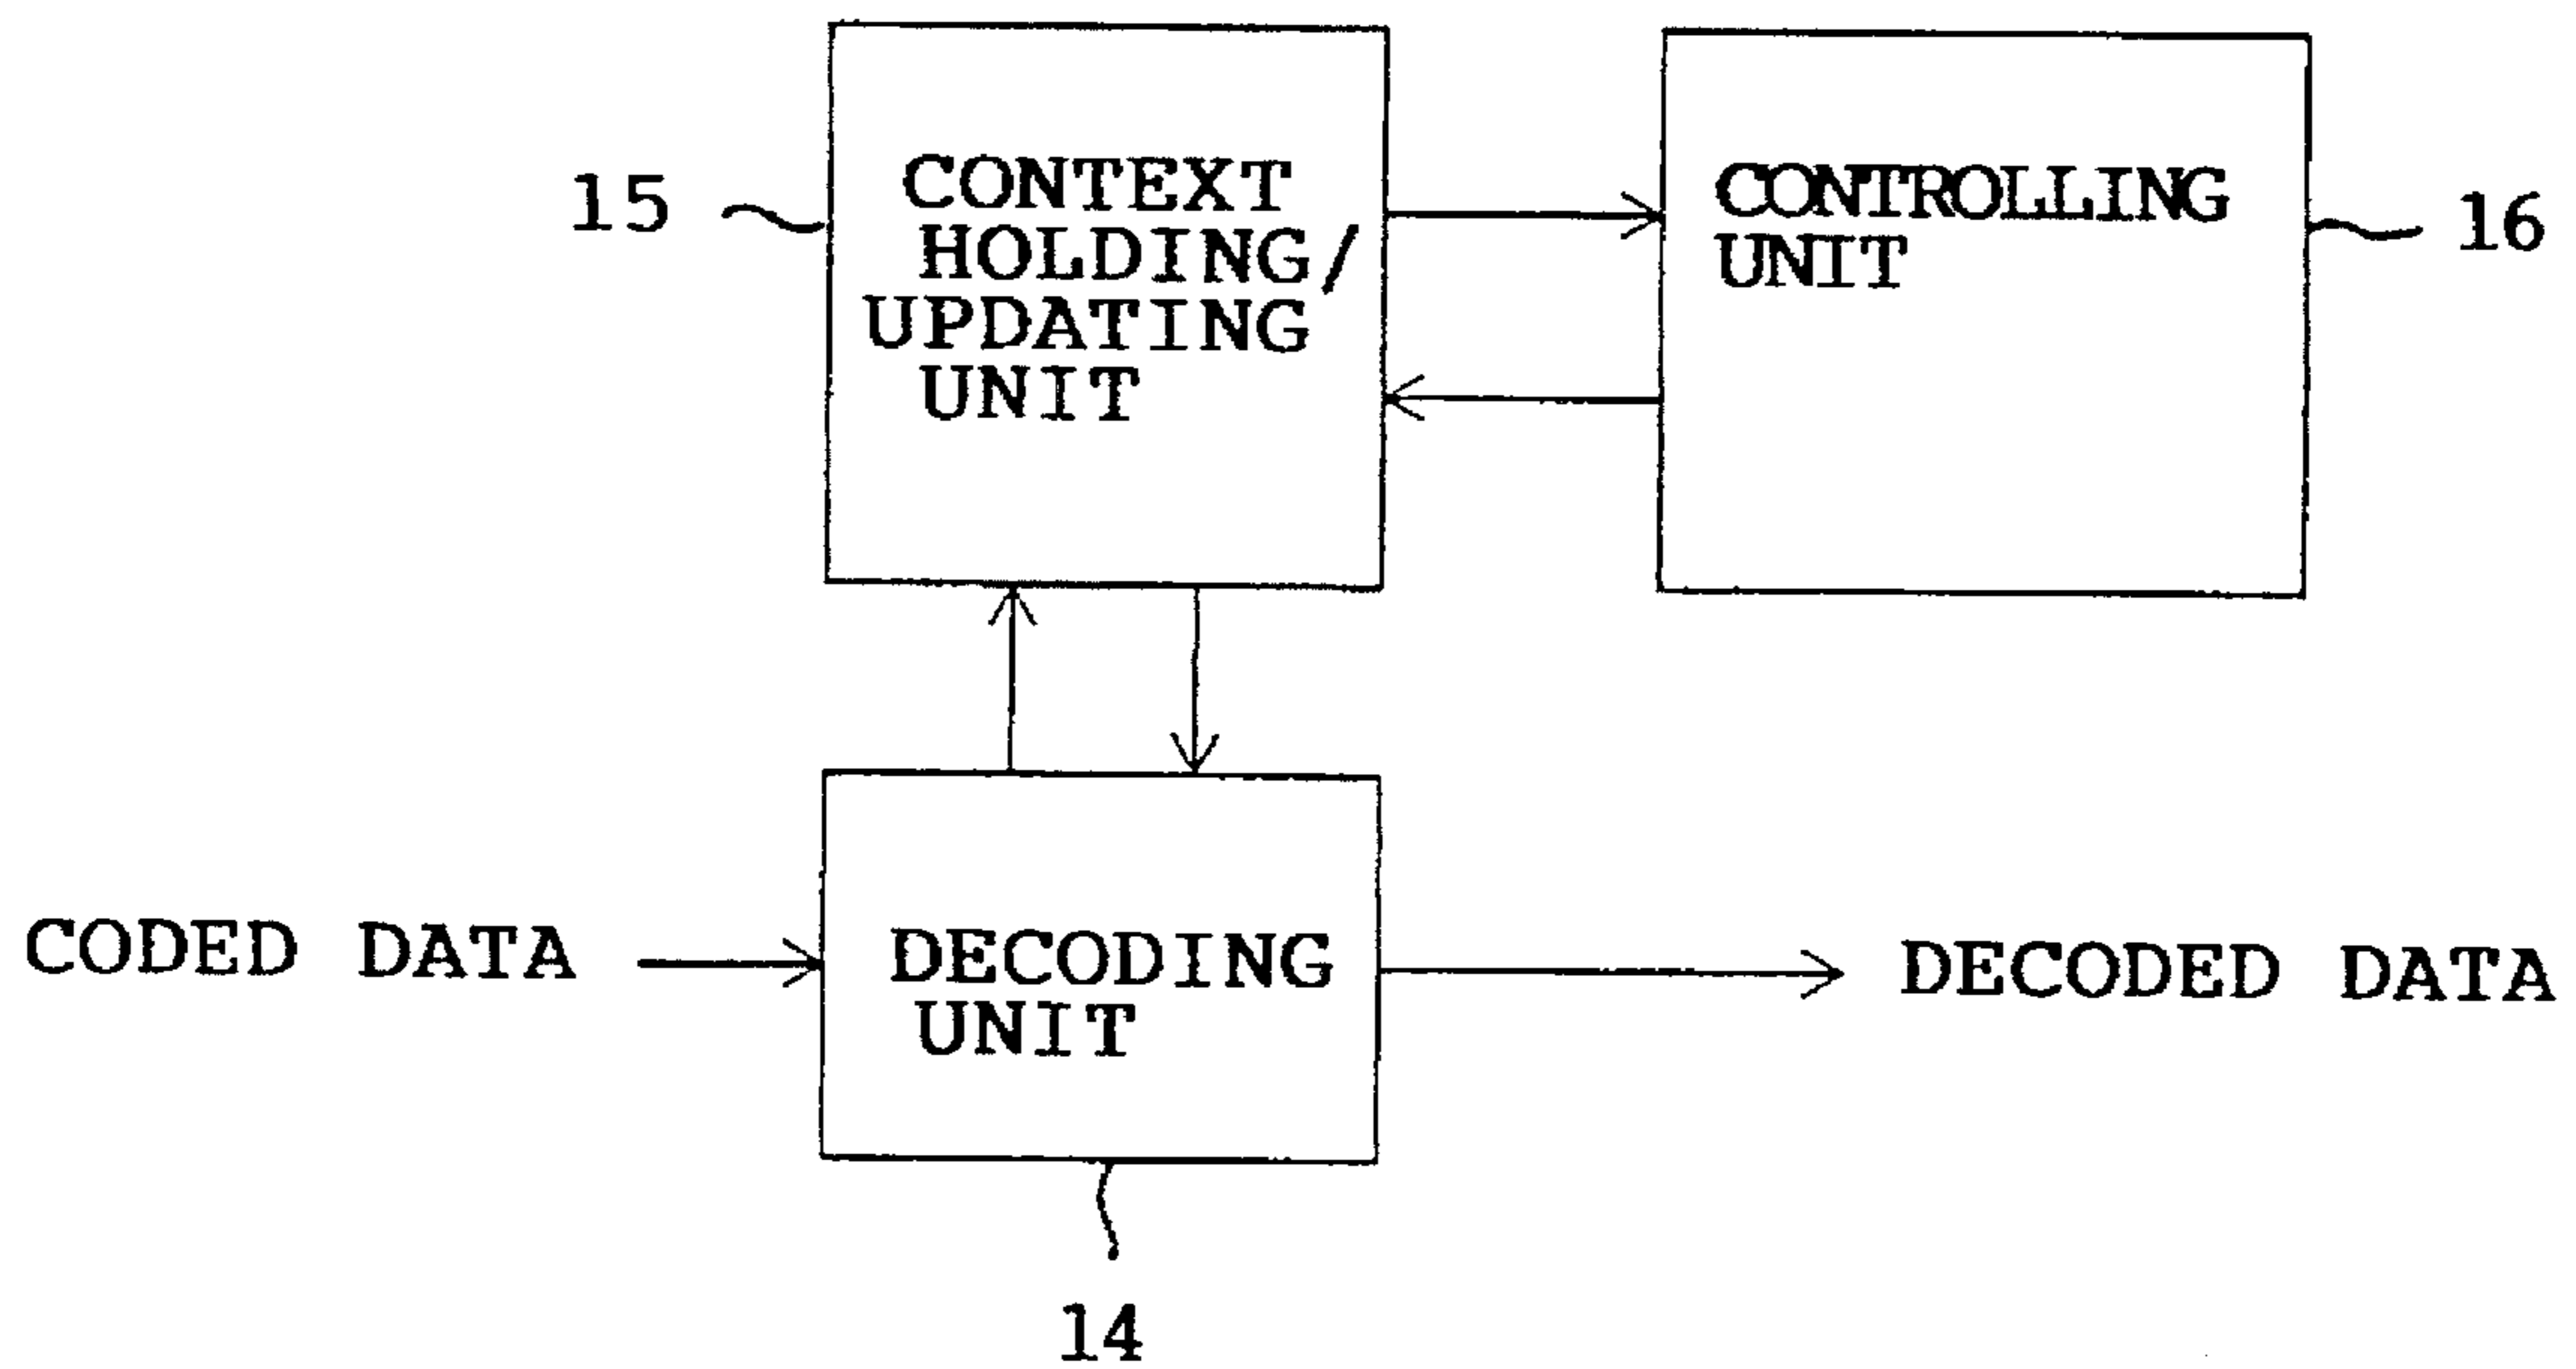 15
CONTEXT
HOLDING/
UPDATING
UNIT
CONTROLLING
UNIT
16
CODED DATA
DECODING
UNIT
DECODED DATA
14